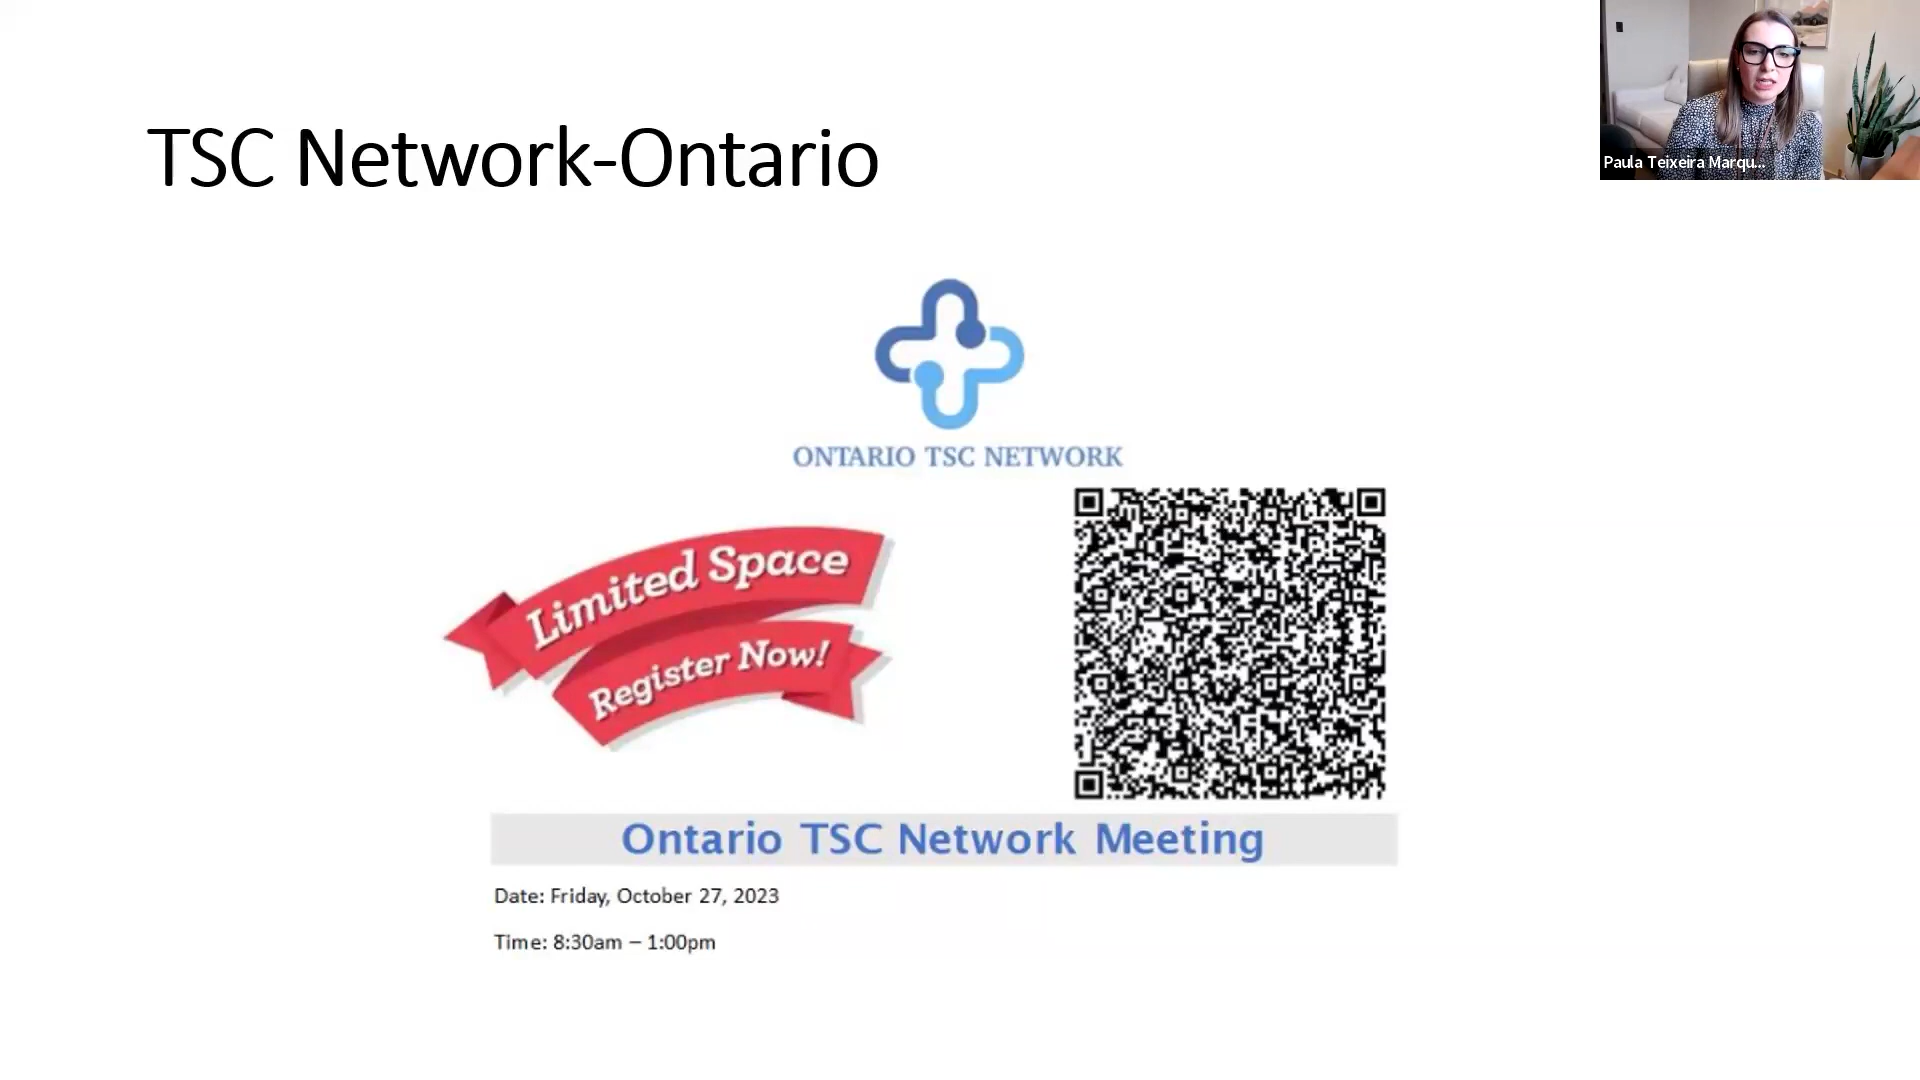 TSC Network-Ontario
Paula Teixeira Marqu...
ONTARIO TSC NETWORK
Limited Space
Register Now!
Ontario TSC Network Meeting
Date: Friday, October 27, 2023
Time: 8:30am – 1:00pm